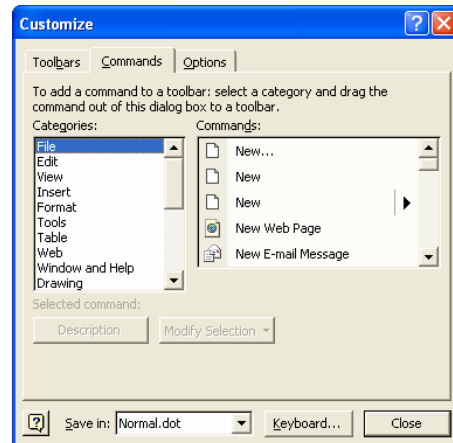 Customize
Toolbars Commands Options
To add a command to a toolbar: select a category and drag the
command out of this dialog box to a toolbar.
Categories: Commands:
File
Edit
View
Insert
Format
Tools
Table
Web
Window and Help
Drawing
New...
New
New
New Web Page
New E-mail Message
Selected command:
Description Modify Selection
Save in: Normal.dot Keyboard... Close